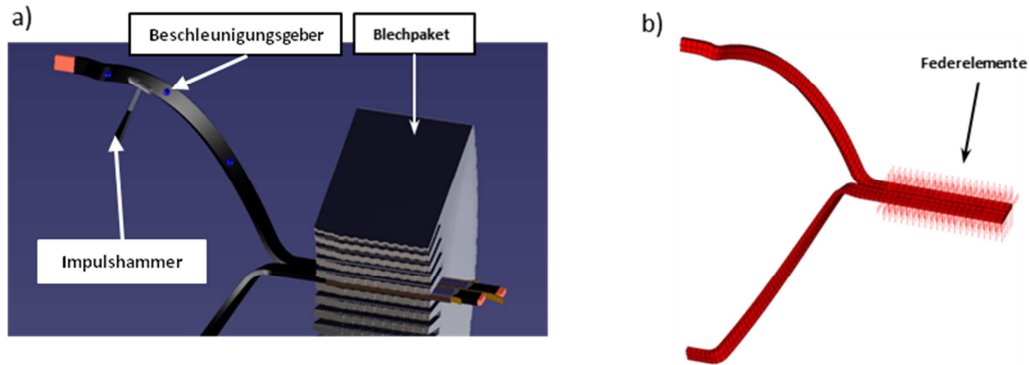 a)
Beschleunigungsgeber
Blechpaket
Impulshammer
b)
Federelemente